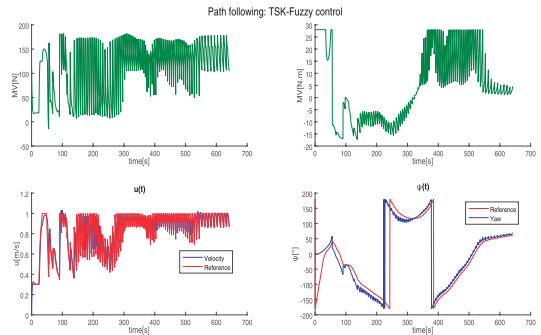 Path following: TSK-Fuzzy control
200
150
100
50
0
-50
MV[N]
0 100 200 300 400 500 600 700
time[s]
30
25
20
15
10
5
0
-5
-10
-15
-20
MV[N.m]
0 100 200 300 400 500 600 700
time[s]
u(t)
1.2
1
0.8
0.6
0.4
0.2
0
u[m/s]
Velocity
Reference
0 100 200 300 400 500 600 700
time[s]
ψ(t)
200
150
100
50
0
-50
-100
-150
-200
ψ[°]
Reference
Yaw
0 100 200 300 400 500 600 700
time[s]